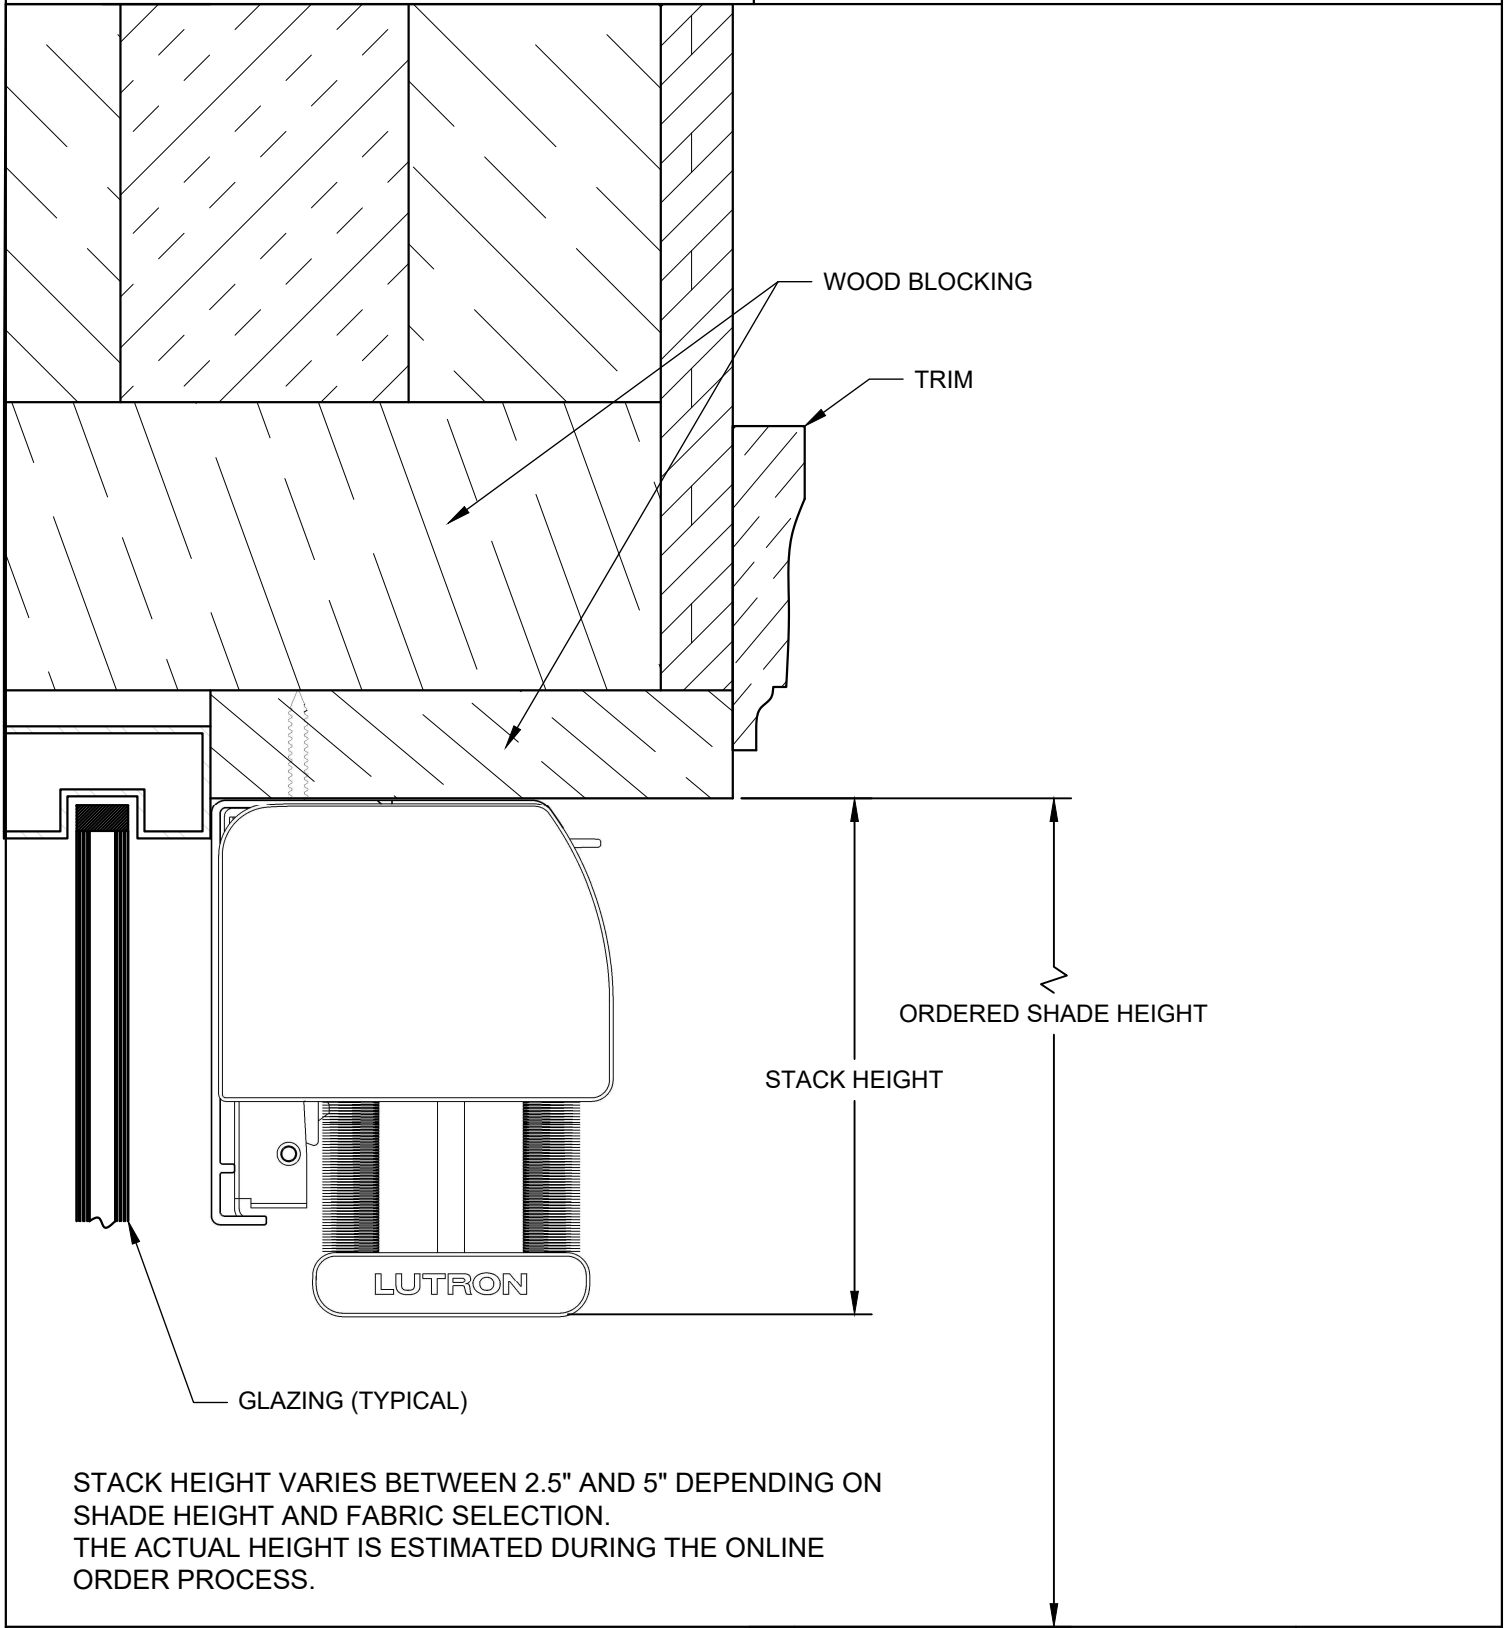 WOOD BLOCKING
TRIM
ORDERED SHADE HEIGHT
STACK HEIGHT
LUTRON
GLAZING (TYPICAL)
STACK HEIGHT VARIES BETWEEN 2.5" AND 5" DEPENDING ON
SHADE HEIGHT AND FABRIC SELECTION.
THE ACTUAL HEIGHT IS ESTIMATED DURING THE ONLINE
ORDER PROCESS.